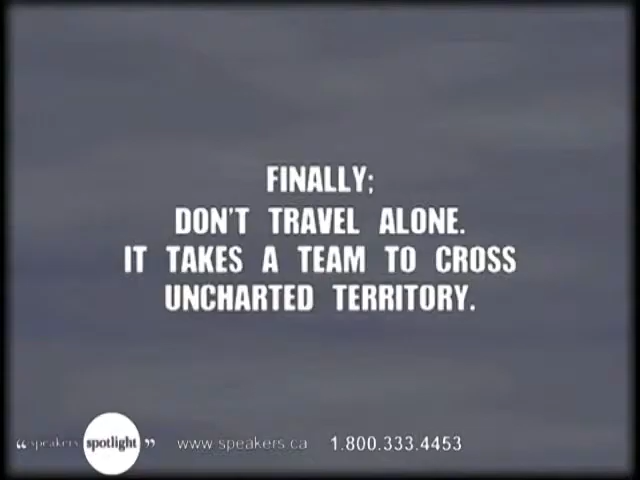 FINALLY;
DON'T TRAVEL ALONE.
IT TAKES A TEAM TO CROSS
UNCHARTED TERRITORY.
“speakers spotlight” www.speakers.ca 1.800.333.4453